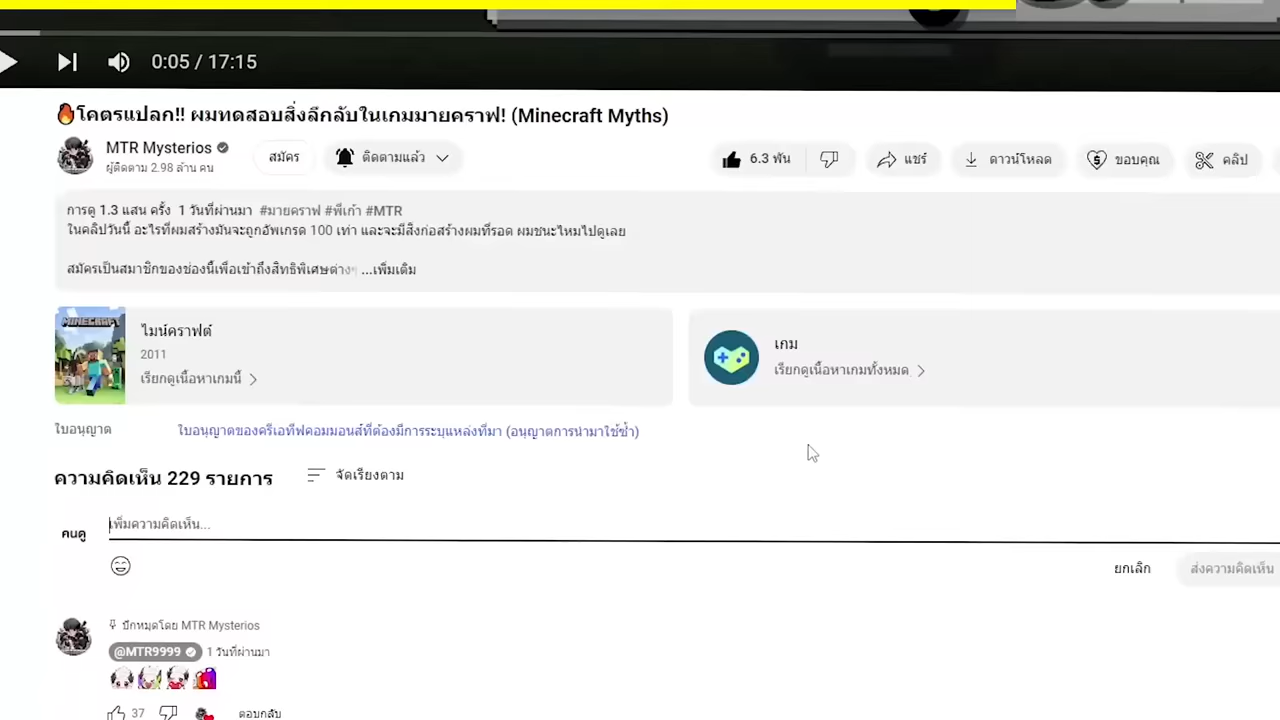 0:05 / 17:15
🔥โคตรแปลก!! ผมทดสอบสิ่งลึกลับในเกมมายคราฟ! (Minecraft Myths)
MTR Mysterios
ผู้ติดตาม 2.98 ล้าน คน
สมัคร
ติดตามแล้ว
6.3 พัน
แชร์
ดาวน์โหลด
ขอบคุณ
คลิป
การดู 1.3 แสน ครั้ง 1 วันที่ผ่านมา #มายคราฟ #พี่เก้า #MTR
ในคลิปวันนี้ อะไรที่ผมสร้างมันจะถูกอัพเกรด 100 เท่า และจะมีสิ่งก่อสร้างผมที่รอด ผมชนะไหมไปดูเลย
สมัครเป็นสมาชิกของช่องนี้เพื่อเข้าถึงสิทธิพิเศษต่างๆ ...เพิ่มเติม
MINECRAFT
ไมน์คราฟต์
2011
เรียกดูเนื้อหาเกมนี้
เกม
เรียกดูเนื้อหาเกมทั้งหมด
ใบอนุญาต
ใบอนุญาตของครีเอทีฟคอมมอนส์ที่ต้องมีการระบุแหล่งที่มา (อนุญาตการนำมาใช้ซ้ำ)
ความคิดเห็น 229 รายการ
จัดเรียงตาม
คนดู
เพิ่มความคิดเห็น...
ยกเลิก
ส่งความคิดเห็น
ปักหมุดโดย MTR Mysterios
@MTR9999 1 วันที่ผ่านมา
37
ตอบกลับ